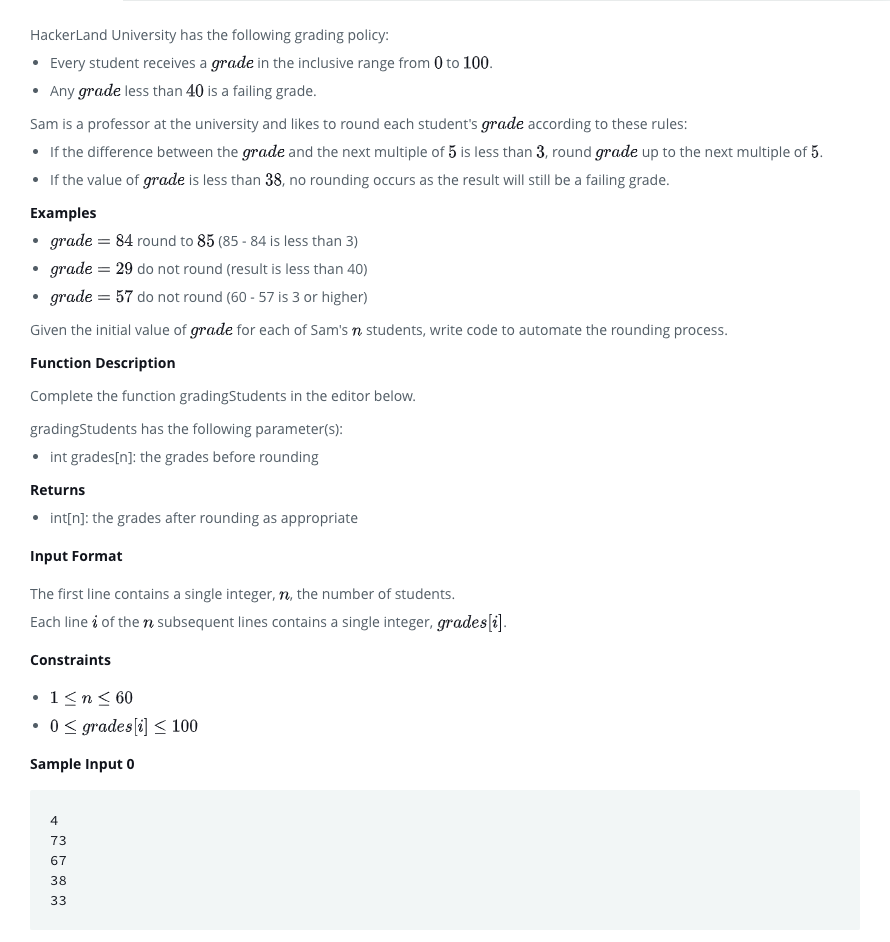 HackerLand University has the following grading policy:
• Every student receives a grade in the inclusive range from 0 to 100.
• Any grade less than 40 is a failing grade.
Sam is a professor at the university and likes to round each student's grade according to these rules:
• If the difference between the grade and the next multiple of 5 is less than 3, round grade up to the next multiple of 5.
• If the value of grade is less than 38, no rounding occurs as the result will still be a failing grade.
Examples
• grade = 84 round to 85 (85 - 84 is less than 3)
• grade = 29 do not round (result is less than 40)
• grade = 57 do not round (60 - 57 is 3 or higher)
Given the initial value of grade for each of Sam's n students, write code to automate the rounding process.
Function Description
Complete the function gradingStudents in the editor below.
gradingStudents has the following parameter(s):
• int grades[n]: the grades before rounding
Returns
• int[n]: the grades after rounding as appropriate
Input Format
The first line contains a single integer, n, the number of students.
Each line i of the n subsequent lines contains a single integer, grades[i].
Constraints
• 1 ≤ n ≤ 60
• 0 ≤ grades[i] ≤ 100
Sample Input 0
4
73
67
38
33